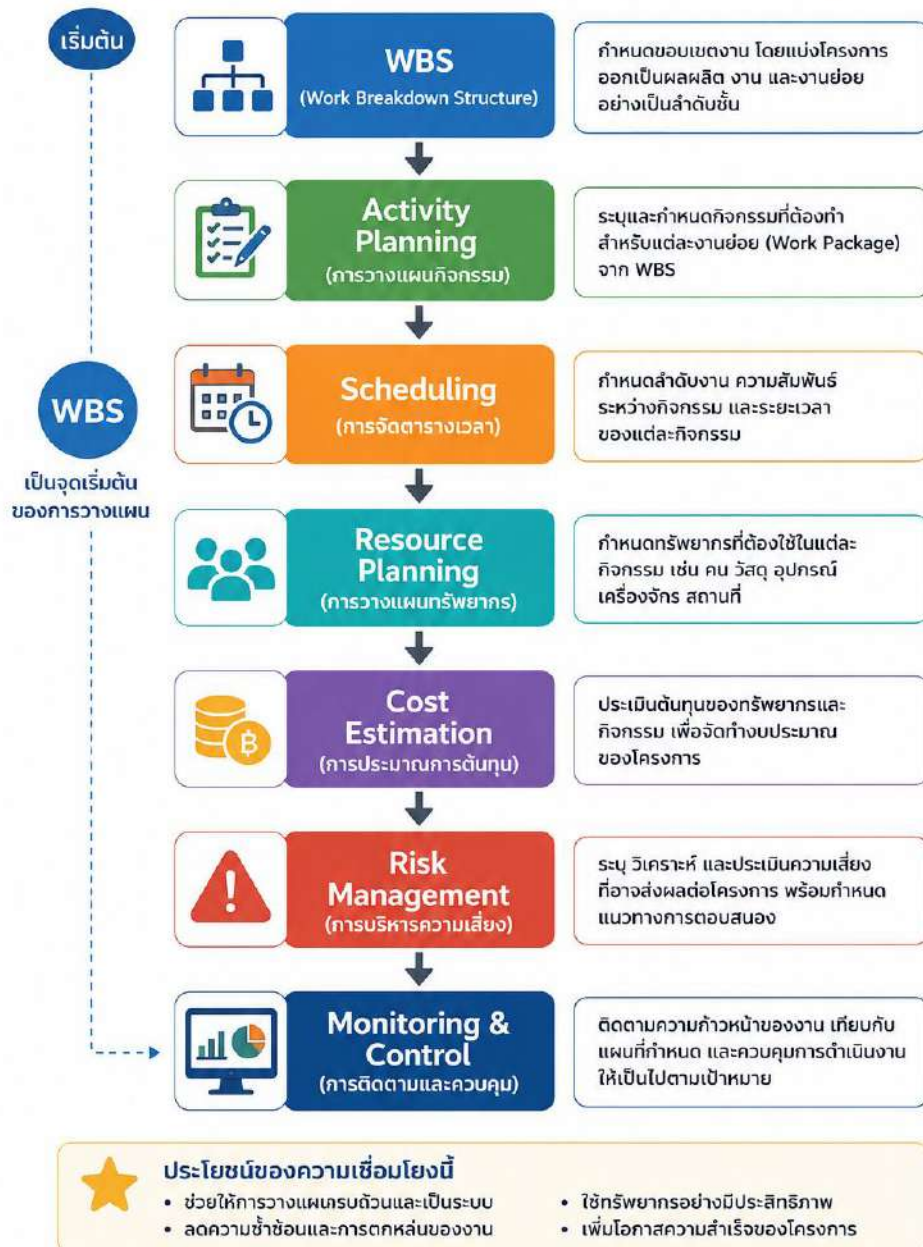 เริ่มต้น
WBS
(Work Breakdown Structure)
กำหนดขอบเขตงาน โดยแบ่งโครงการ
ออกเป็นผลผลิต งาน และงานย่อย
อย่างเป็นลำดับชั้น
Activity
Planning
(การวางแผนกิจกรรม)
ระบุและกำหนดกิจกรรมที่ต้องทำ
สำหรับแต่ละงานย่อย (Work Package)
จาก WBS
Scheduling
(การจัดตารางเวลา)
กำหนดลำดับงาน ความสัมพันธ์
ระหว่างกิจกรรม และระยะเวลา
ของแต่ละกิจกรรม
WBS
เป็นจุดเริ่มต้น
ของการวางแผน
Resource
Planning
(การวางแผนทรัพยากร)
กำหนดทรัพยากรที่ต้องใช้ในแต่ละ
กิจกรรม เช่น คน วัสดุ อุปกรณ์
เครื่องจักร สถานที่
Cost
Estimation
(การประมาณการต้นทุน)
ประเมินต้นทุนของทรัพยากรและ
กิจกรรม เพื่อจัดทำงบประมาณ
ของโครงการ
Risk
Management
(การบริหารความเสี่ยง)
ระบุ วิเคราะห์ และประเมินความเสี่ยง
ที่อาจส่งผลต่อโครงการ พร้อมกำหนด
แนวทางการตอบสนอง
Monitoring &
Control
(การติดตามและควบคุม)
ติดตามความก้าวหน้าของงาน เทียบกับ
แผนที่กำหนด และควบคุมการดำเนินงาน
ให้เป็นไปตามเป้าหมาย
ประโยชน์ของความเชื่อมโยงนี้
• ช่วยให้การวางแผนครบถ้วนและเป็นระบบ
• ลดความซ้ำซ้อนและการตกหล่นของงาน
• ใช้ทรัพยากรอย่างมีประสิทธิภาพ
• เพิ่มโอกาสความสำเร็จของโครงการ